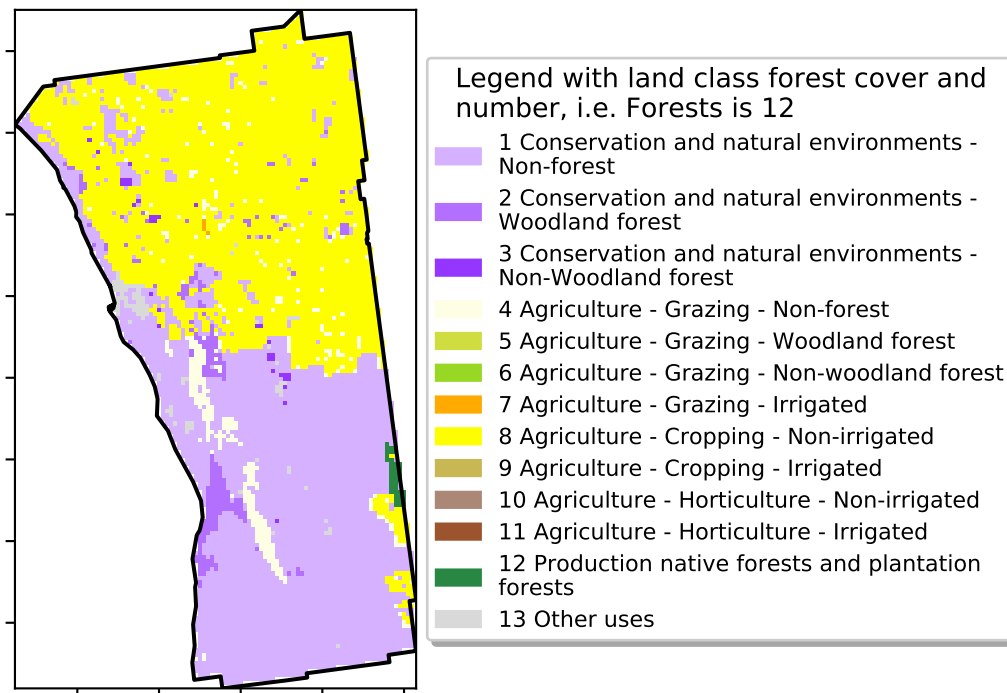 Legend with land class forest cover and
number, i.e. Forests is 12
1 Conservation and natural environments -
Non-forest
2 Conservation and natural environments -
Woodland forest
3 Conservation and natural environments -
Non-Woodland forest
4 Agriculture - Grazing - Non-forest
5 Agriculture - Grazing - Woodland forest
6 Agriculture - Grazing - Non-woodland forest
7 Agriculture - Grazing - Irrigated
8 Agriculture - Cropping - Non-irrigated
9 Agriculture - Cropping - Irrigated
10 Agriculture - Horticulture - Non-irrigated
11 Agriculture - Horticulture - Irrigated
12 Production native forests and plantation
forests
13 Other uses